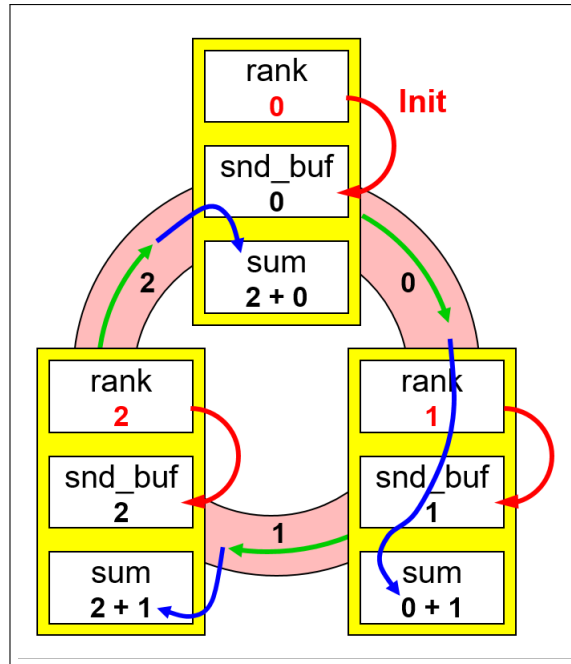 rank
0
Init
snd_buf
0
sum
2 + 0
2
0
rank
2
snd_buf
2
sum
2 + 1
1
rank
1
snd_buf
1
sum
0 + 1